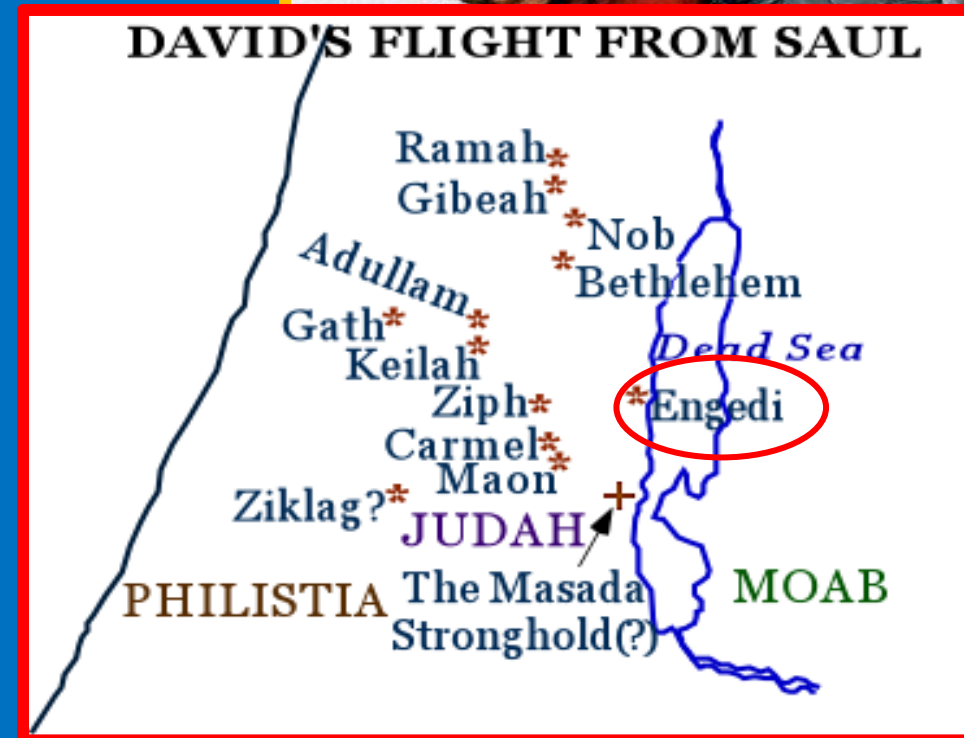 DAVID'S FLIGHT FROM SAUL
Ramah
Gibeah
Nob
Bethlehem
Adullam
Gath
Keilah
Dead Sea
Ziph
Engedi
Carmel
Maon
Ziklag?
JUDAH
PHILISTIA
The Masada
Stronghold(?)
MOAB